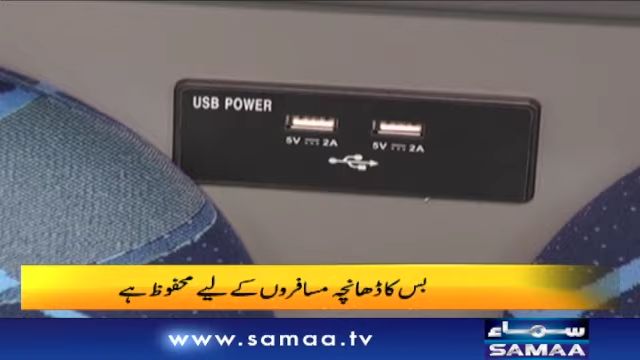 USB POWER
5V 2A 5V 2A
بس کا ڈھانچہ مسافروں کے لیے محفوظ ہے
www.samaa.tv
سماء
SAMAA